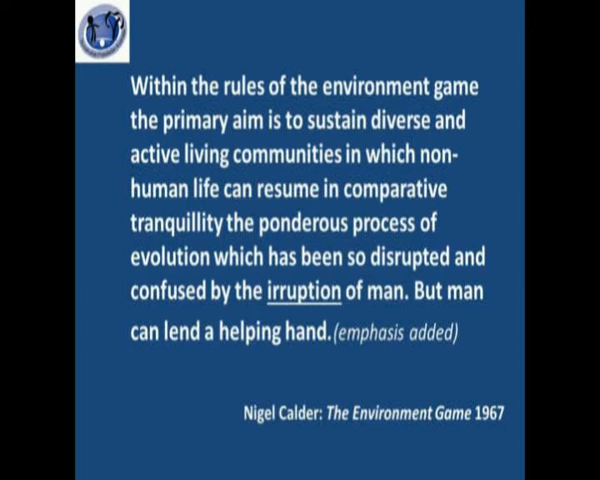 Within the rules of the environment game
the primary aim is to sustain diverse and
active living communities in which non-
human life can resume in comparative
tranquillity the ponderous process of
evolution which has been so disrupted and
confused by the irruption of man. But man
can lend a helping hand. (emphasis added)
Nigel Calder: The Environment Game 1967